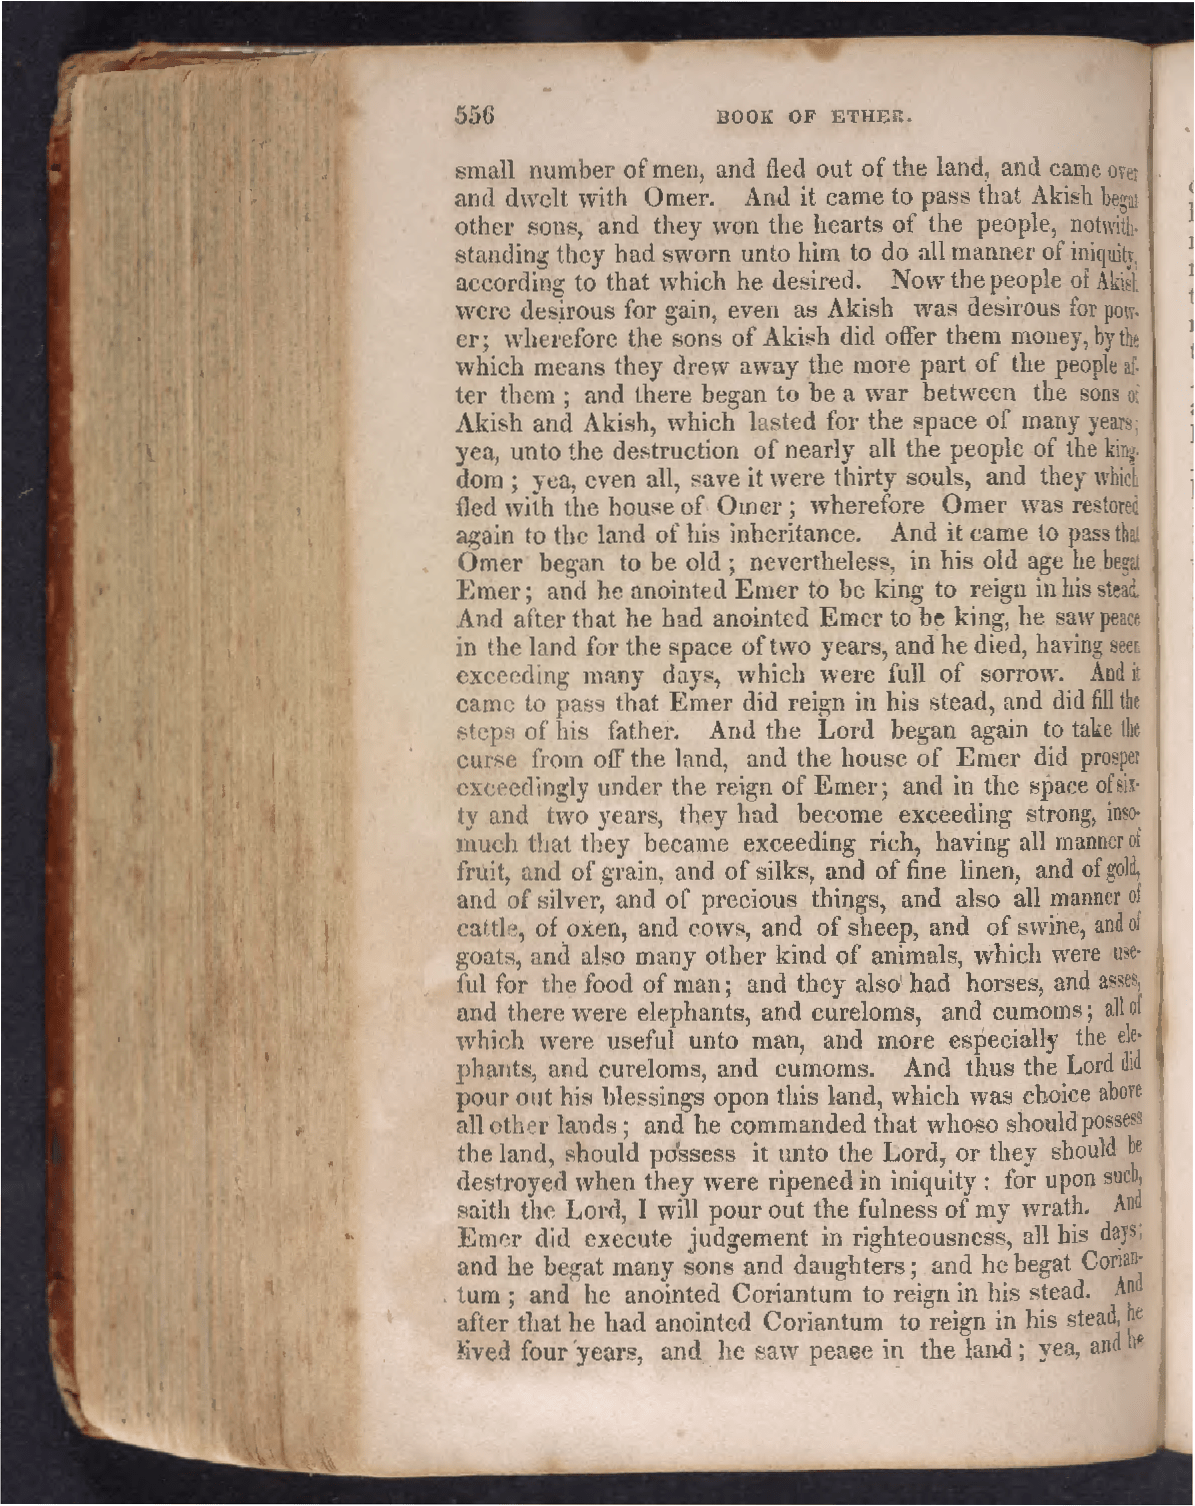 556 BOOK OF ETHER.
small number of men, and fled out of the land, and came over
and dwelt with Omer. And it came to pass that Akish begat
other sons, and they won the hearts of the people, notwith-
standing they had sworn unto him to do all manner of iniquity,
according to that which he desired. Now the people of Akish
were desirous for gain, even as Akish was desirous for pow-
er; wherefore the sons of Akish did offer them money, by the
which means they drew away the more part of the people af-
ter them; and there began to be a war between the sons of
Akish and Akish, which lasted for the space of many years;
yea, unto the destruction of nearly all the people of the king-
dom; yea, even all, save it were thirty souls, and they which
fled with the house of Omer; wherefore Omer was restored
again to the land of his inheritance. And it came to pass that
Omer began to be old; nevertheless, in his old age he begat
Emer; and he anointed Emer to be king to reign in his stead.
And after that he had anointed Emer to be king, he saw peace
in the land for the space of two years, and he died, having seen
exceeding many days, which were full of sorrow. And it
came to pass that Emer did reign in his stead, and did fill the
steps of his father. And the Lord began again to take the
curse from off the land, and the house of Emer did prosper
exceedingly under the reign of Emer; and in the space of six-
ty and two years, they had become exceeding strong, inso-
much that they became exceeding rich, having all manner of
fruit, and of grain, and of silks, and of fine linen, and of gold,
and of silver, and of precious things, and also all manner of
cattle, of oxen, and cows, and of sheep, and of swine, and of
goats, and also many other kind of animals, which were use-
ful for the food of man; and they also had horses, and asses,
and there were elephants, and cureloms, and cumoms; all of
which were useful unto man, and more especially the ele-
phants, and cureloms, and cumoms. And thus the Lord did
pour out his blessings opon this land, which was choice above
all other lands; and he commanded that whoso should possess
the land, should possess it unto the Lord, or they should be
destroyed when they were ripened in iniquity: for upon such,
saith the Lord, I will pour out the fulness of my wrath. And
Emer did execute judgement in righteousness, all his days;
and he begat many sons and daughters; and he begat Corian-
tum; and he anointed Coriantum to reign in his stead. And
after that he had anointed Coriantum to reign in his stead, he
lived four years, and he saw peace in the land; yea, and he